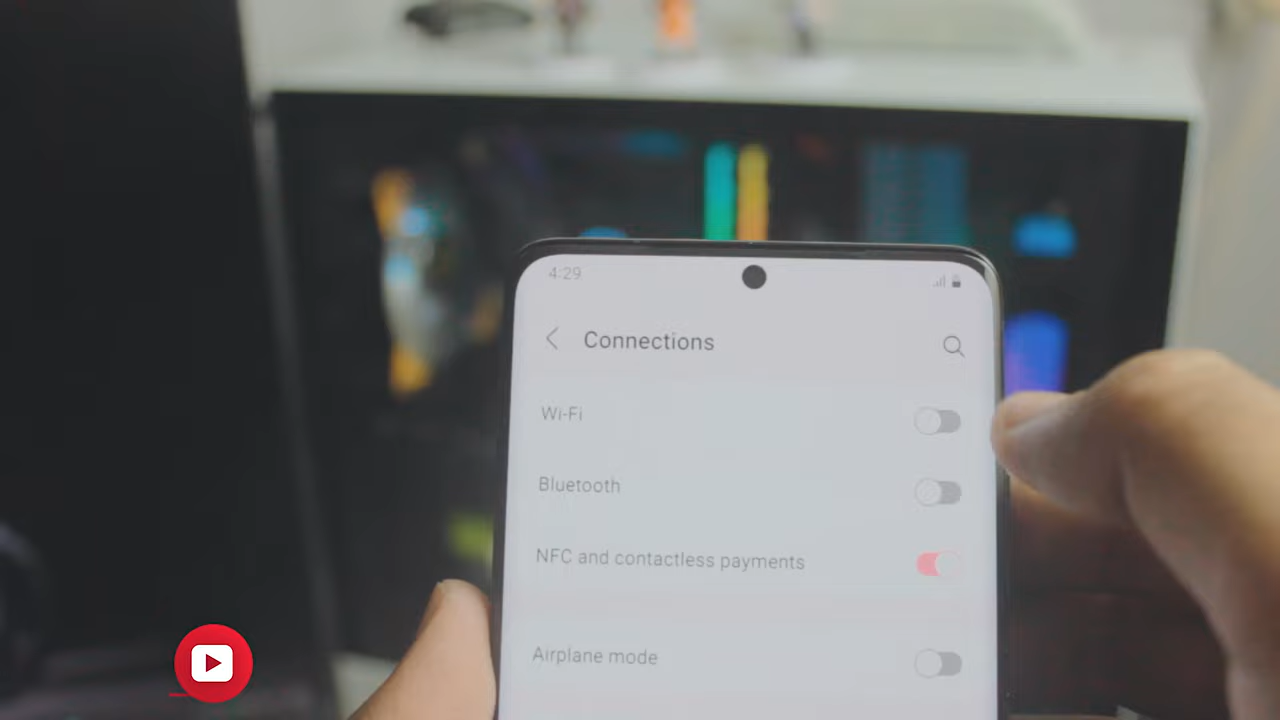 4:29
Connections
Wi-Fi
Bluetooth
NFC and contactless payments
Airplane mode